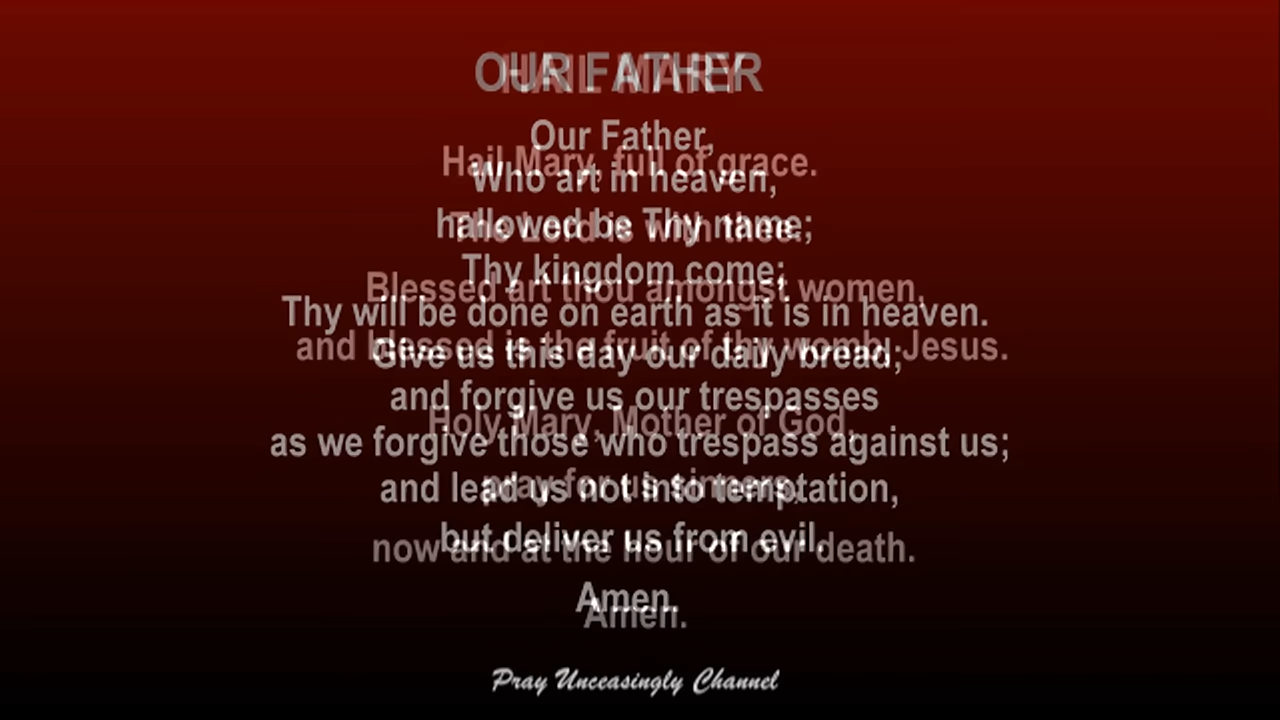 OUR FATHER
HAIL MARY
Our Father,
Hail Mary, full of grace.
Who art in heaven,
hallowed be Thy name;
The Lord is with thee.
Thy kingdom come;
Blessed art thou amongst women,
Thy will be done on earth as it is in heaven.
and blessed is the fruit of thy womb, Jesus.
Give us this day our daily bread;
and forgive us our trespasses
Holy Mary, Mother of God,
as we forgive those who trespass against us;
pray for us sinners,
and lead us not into temptation,
but deliver us from evil.
now and at the hour of our death.
Amen.
Amen.
Pray Unceasingly Channel